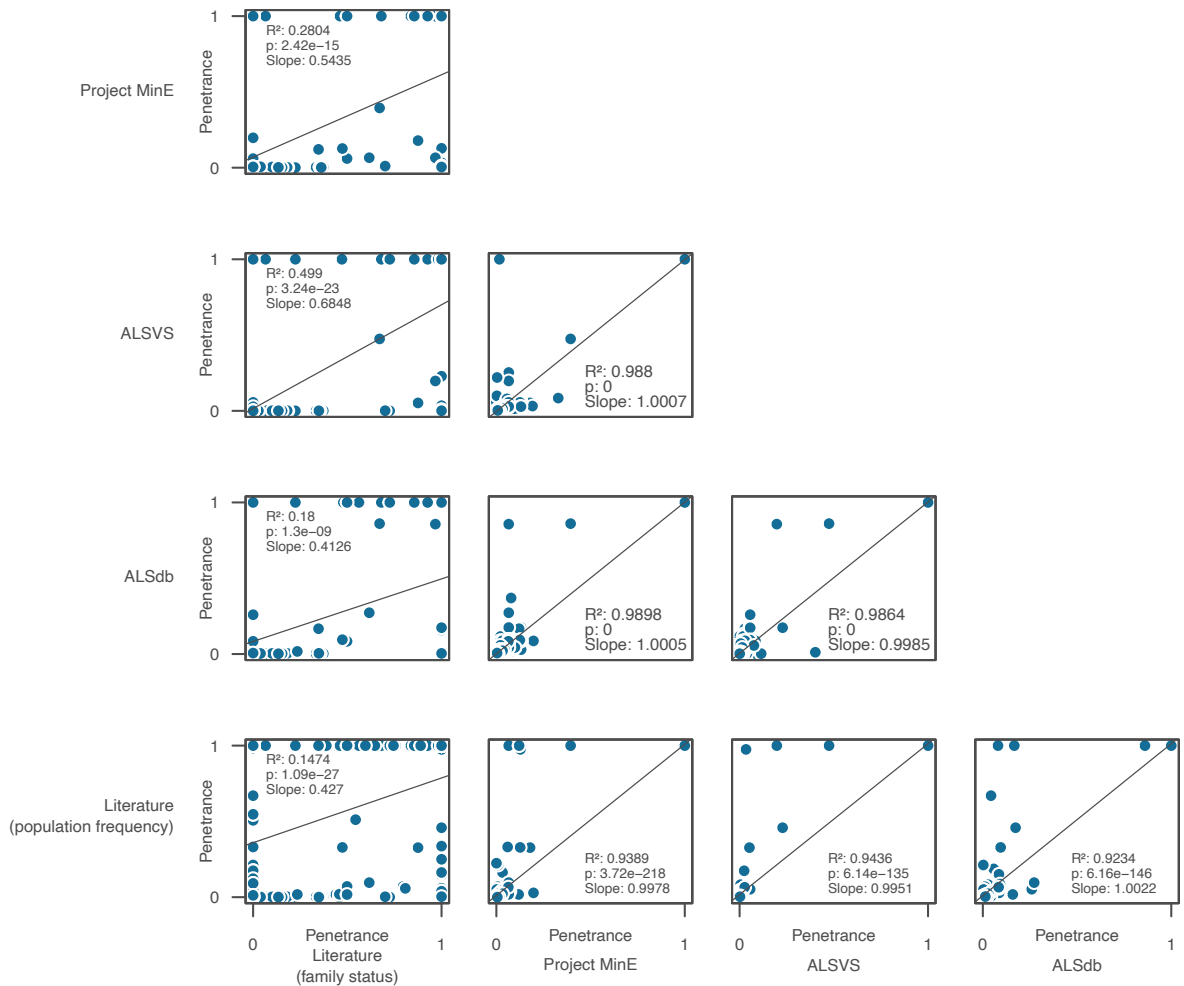 1
R²: 0.2804
p: 2.42e−15
Slope: 0.5435
Project MinE
Penetrance
0
1
R²: 0.499
p: 3.24e−23
Slope: 0.6848
ALSVS
Penetrance
0
R²: 0.988
p: 0
Slope: 1.0007
1
R²: 0.18
p: 1.3e−09
Slope: 0.4126
ALSdb
Penetrance
0
R²: 0.9898
p: 0
Slope: 1.0005
R²: 0.9864
p: 0
Slope: 0.9985
1
R²: 0.1474
p: 1.09e−27
Slope: 0.427
Literature
(population frequency)
Penetrance
0
R²: 0.9389
p: 3.72e−218
Slope: 0.9978
R²: 0.9436
p: 6.14e−135
Slope: 0.9951
R²: 0.9234
p: 6.16e−146
Slope: 1.0022
0 Penetrance 1
Literature
(family status)
0 Penetrance 1
Project MinE
0 Penetrance 1
ALSVS
0 Penetrance 1
ALSdb